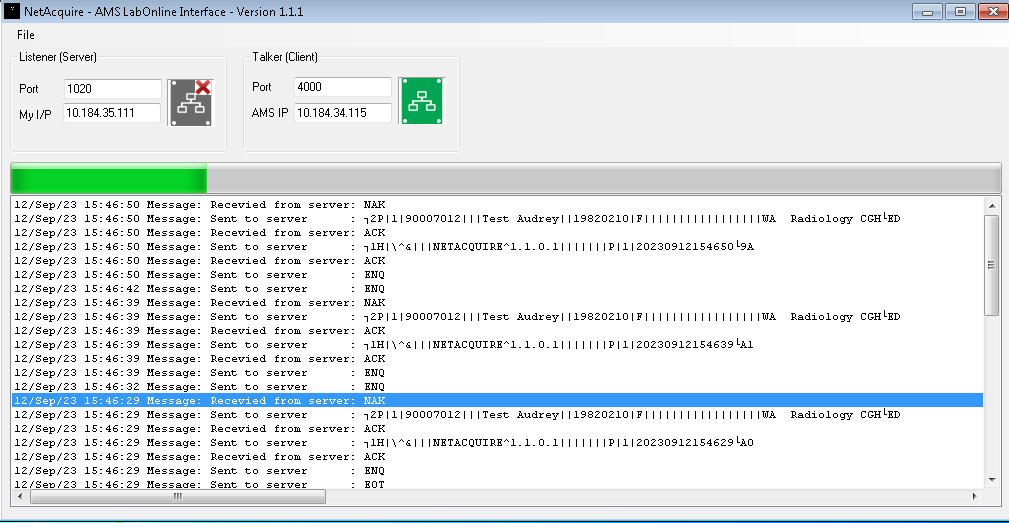 NetAcquire - AMS LabOnline Interface - Version 1.1.1
File
Listener (Server)
Port 1020
My I/P 10.184.35.111
Talker (Client)
Port 4000
AMS IP 10.184.34.115
12/Sep/23 15:46:50 Message: Recevied from server: NAK
12/Sep/23 15:46:50 Message: Sent to server : ┐2P|1|90007012|||Test Audrey||19820210|F|||||||||||||||||WA Radiology CGH└ED
12/Sep/23 15:46:50 Message: Recevied from server: ACK
12/Sep/23 15:46:50 Message: Sent to server : ┐1H|\^&|||NETACQUIRE^1.1.0.1|||||||P|1|20230912154650└9A
12/Sep/23 15:46:50 Message: Recevied from server: ACK
12/Sep/23 15:46:50 Message: Sent to server : ENQ
12/Sep/23 15:46:42 Message: Sent to server : ENQ
12/Sep/23 15:46:39 Message: Recevied from server: NAK
12/Sep/23 15:46:39 Message: Sent to server : ┐2P|1|90007012|||Test Audrey||19820210|F|||||||||||||||||WA Radiology CGH└ED
12/Sep/23 15:46:39 Message: Recevied from server: ACK
12/Sep/23 15:46:39 Message: Sent to server : ┐1H|\^&|||NETACQUIRE^1.1.0.1|||||||P|1|20230912154639└A1
12/Sep/23 15:46:39 Message: Recevied from server: ACK
12/Sep/23 15:46:39 Message: Sent to server : ENQ
12/Sep/23 15:46:32 Message: Sent to server : ENQ
12/Sep/23 15:46:29 Message: Recevied from server: NAK
12/Sep/23 15:46:29 Message: Sent to server : ┐2P|1|90007012|||Test Audrey||19820210|F|||||||||||||||||WA Radiology CGH└ED
12/Sep/23 15:46:29 Message: Recevied from server: ACK
12/Sep/23 15:46:29 Message: Sent to server : ┐1H|\^&|||NETACQUIRE^1.1.0.1|||||||P|1|20230912154629└A0
12/Sep/23 15:46:29 Message: Recevied from server: ACK
12/Sep/23 15:46:29 Message: Sent to server : ENQ
12/Sep/23 15:46:29 Message: Sent to server : EOT